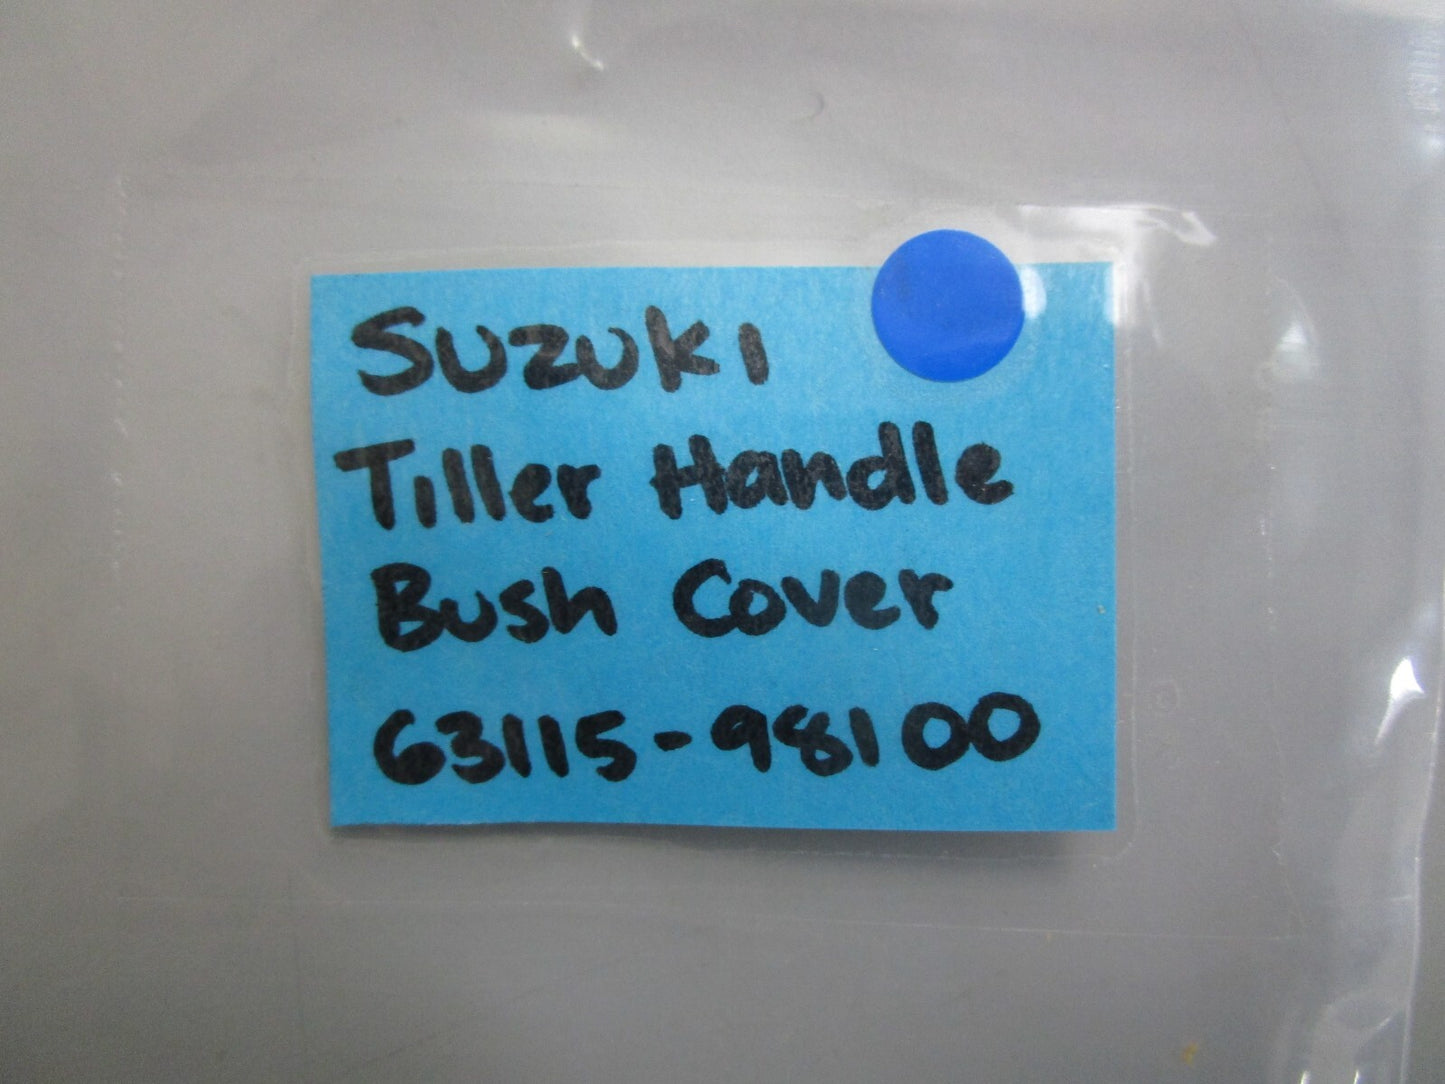 Suzuki
Tiller Handle
Bush Cover
63115-98100